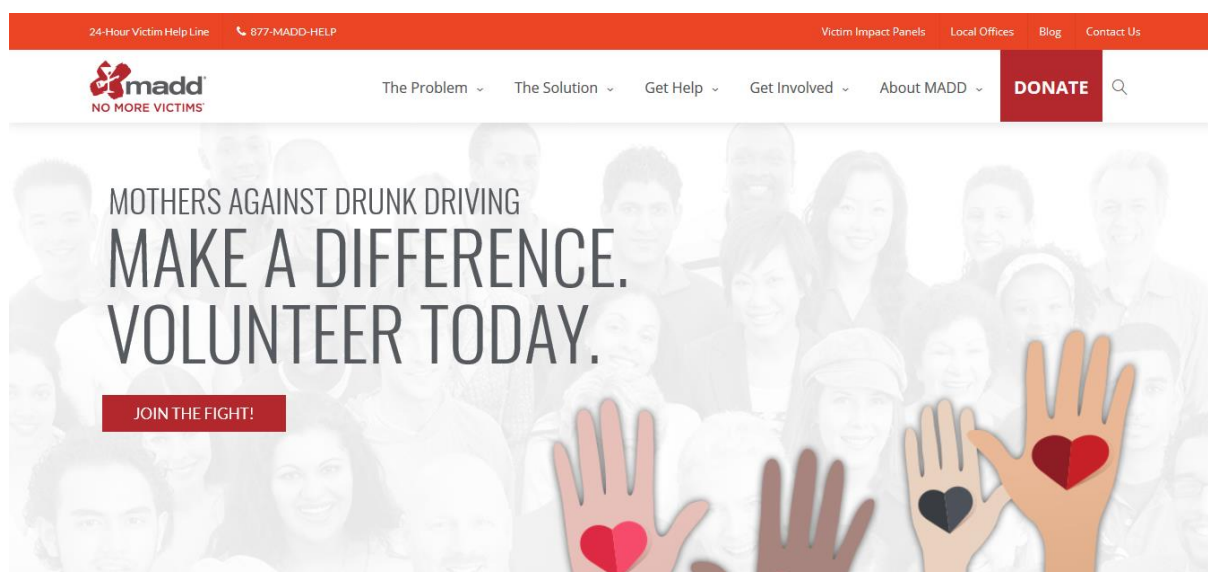 24-Hour Victim Help Line 877-MADD-HELP Victim Impact Panels Local Offices Blog Contact Us
madd®
NO MORE VICTIMS®
The Problem The Solution Get Help Get Involved About MADD DONATE
MOTHERS AGAINST DRUNK DRIVING
MAKE A DIFFERENCE.
VOLUNTEER TODAY.
JOIN THE FIGHT!